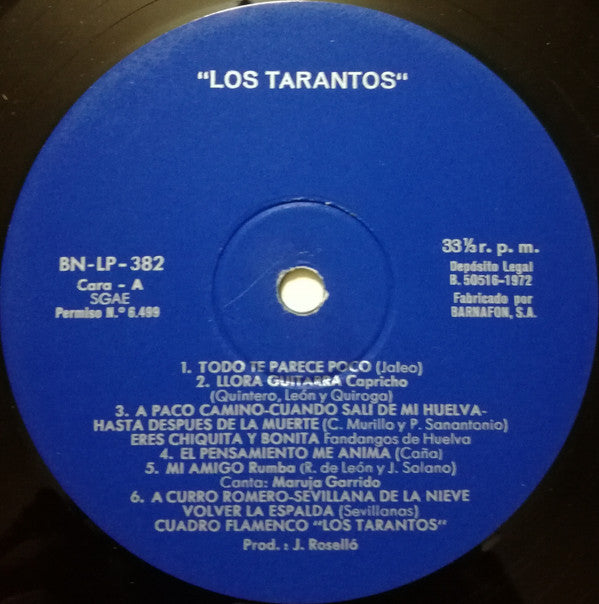 "LOS TARANTOS"
BN-LP-382
Cara - A
SGAE
Permiso N.º 6.499
33⅓ r. p. m.
Depósito Legal
B. 50516-1972
Fabricado por
BARNAFON, S.A.
1. TODO TE PARECE POCO (Jaleo)
2. LLORA GUITARRA Capricho
(Quintero, León y Quiroga)
3. A PACO CAMINO-CUANDO SALI DE MI HUELVA-
HASTA DESPUES DE LA MUERTE (C. Murillo y P. Sanantonio)
ERES CHIQUITA Y BONITA Fandangos de Huelva
4. EL PENSAMIENTO ME ANIMA (Caña)
5. MI AMIGO Rumba (R. de León y J. Solano)
Canta: Maruja Garrido
6. A CURRO ROMERO-SEVILLANA DE LA NIEVE
VOLVER LA ESPALDA (Sevillanas)
CUADRO FLAMENCO "LOS TARANTOS"
Prod. : J. Roselló